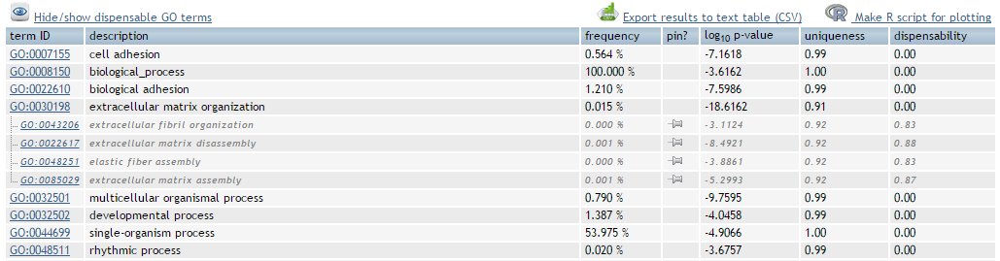 Hide/show dispensable GO terms Export results to text table (CSV) Make R script for plotting
term ID description frequency pin? log10 p-value uniqueness dispensability
GO:0007155 cell adhesion 0.564 % -7.1618 0.99 0.00
GO:0008150 biological_process 100.000 % -3.6162 1.00 0.00
GO:0022610 biological adhesion 1.210 % -7.5986 0.99 0.00
GO:0030198 extracellular matrix organization 0.015 % -18.6162 0.91 0.00
GO:0043206 extracellular fibril organization 0.000 % -3.1124 0.92 0.83
GO:0022617 extracellular matrix disassembly 0.001 % -8.4921 0.92 0.88
GO:0048251 elastic fiber assembly 0.000 % -3.8861 0.92 0.83
GO:0085029 extracellular matrix assembly 0.001 % -5.2993 0.92 0.87
GO:0032501 multicellular organismal process 0.790 % -9.7595 0.99 0.00
GO:0032502 developmental process 1.387 % -4.0458 0.99 0.00
GO:0044699 single-organism process 53.975 % -4.9066 1.00 0.00
GO:0048511 rhythmic process 0.020 % -3.6757 0.99 0.00